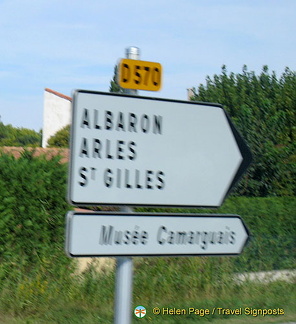 D570
ALBARON
ARLES
ST GILLES
Musée Camarguais
© Helen Page / Travel Signposts